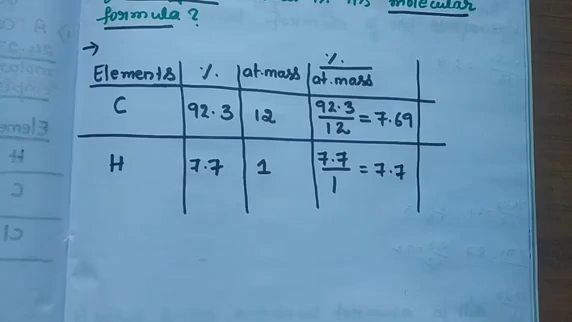 molecular
formula?
→
Elements % at.mass %/at.mass
C 92.3 12 92.3/12 = 7.69
H 7.7 1 7.7/1 = 7.7